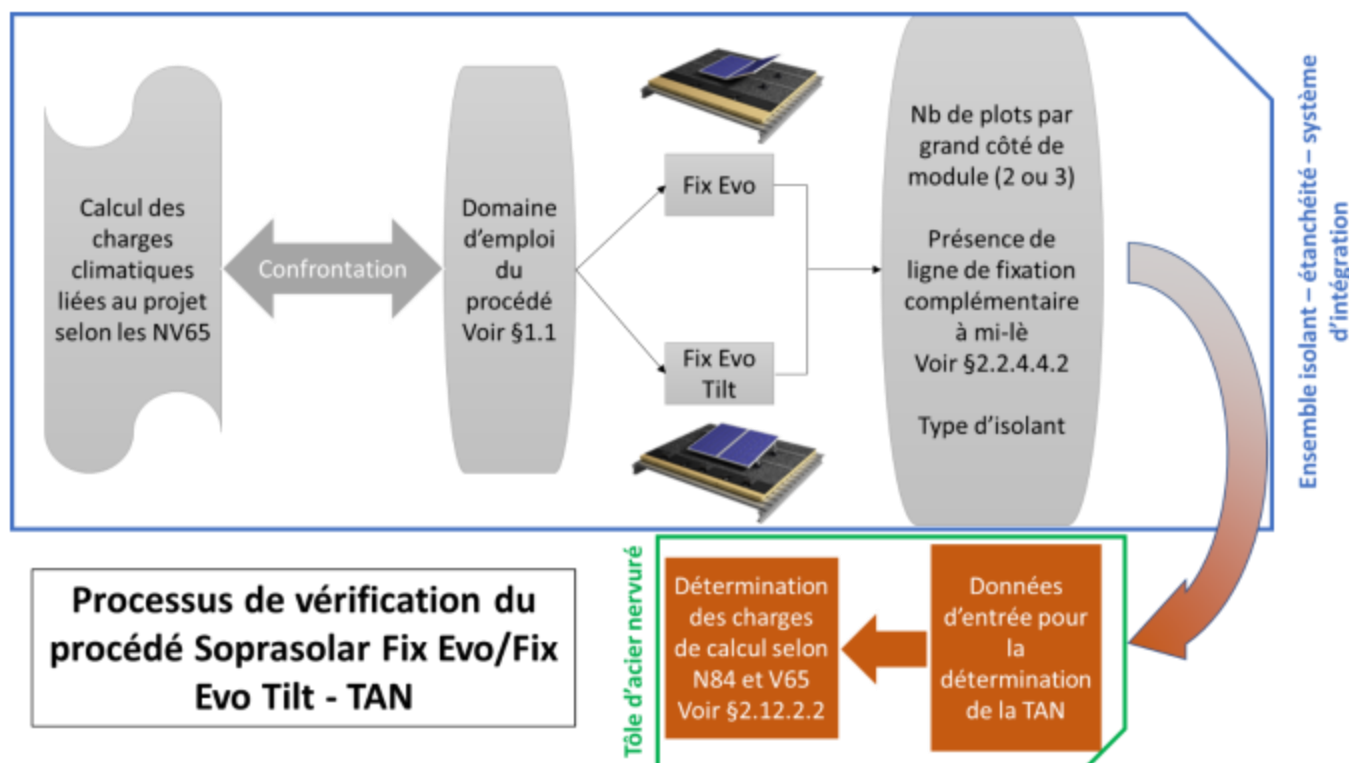 Calcul des
charges
climatiques
liées au projet
selon les NV65
Confrontation
Domaine
d'emploi
du
procédé
Voir §1.1
Fix Evo
Fix Evo
Tilt
Nb de plots par
grand côté de
module (2 ou 3)
Présence de
ligne de fixation
complémentaire
à mi-lè
Voir §2.2.4.4.2
Type d'isolant
Ensemble isolant – étanchéité – système
d'intégration
Processus de vérification du
procédé Soprasolar Fix Evo/Fix
Evo Tilt - TAN
Tôle d'acier nervuré
Détermination
des charges
de calcul selon
N84 et V65
Voir §2.12.2.2
Données
d'entrée pour
la
détermination
de la TAN